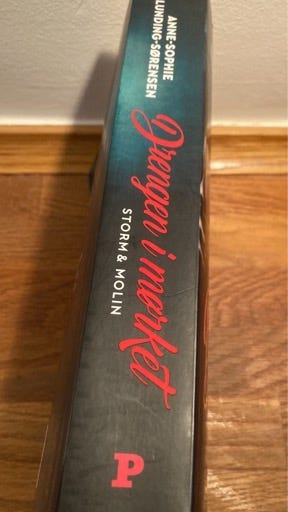 ANNE-SOPHIE
LUNDING-SØRENSEN
Drengen i mørket
STORM & MOLIN
P